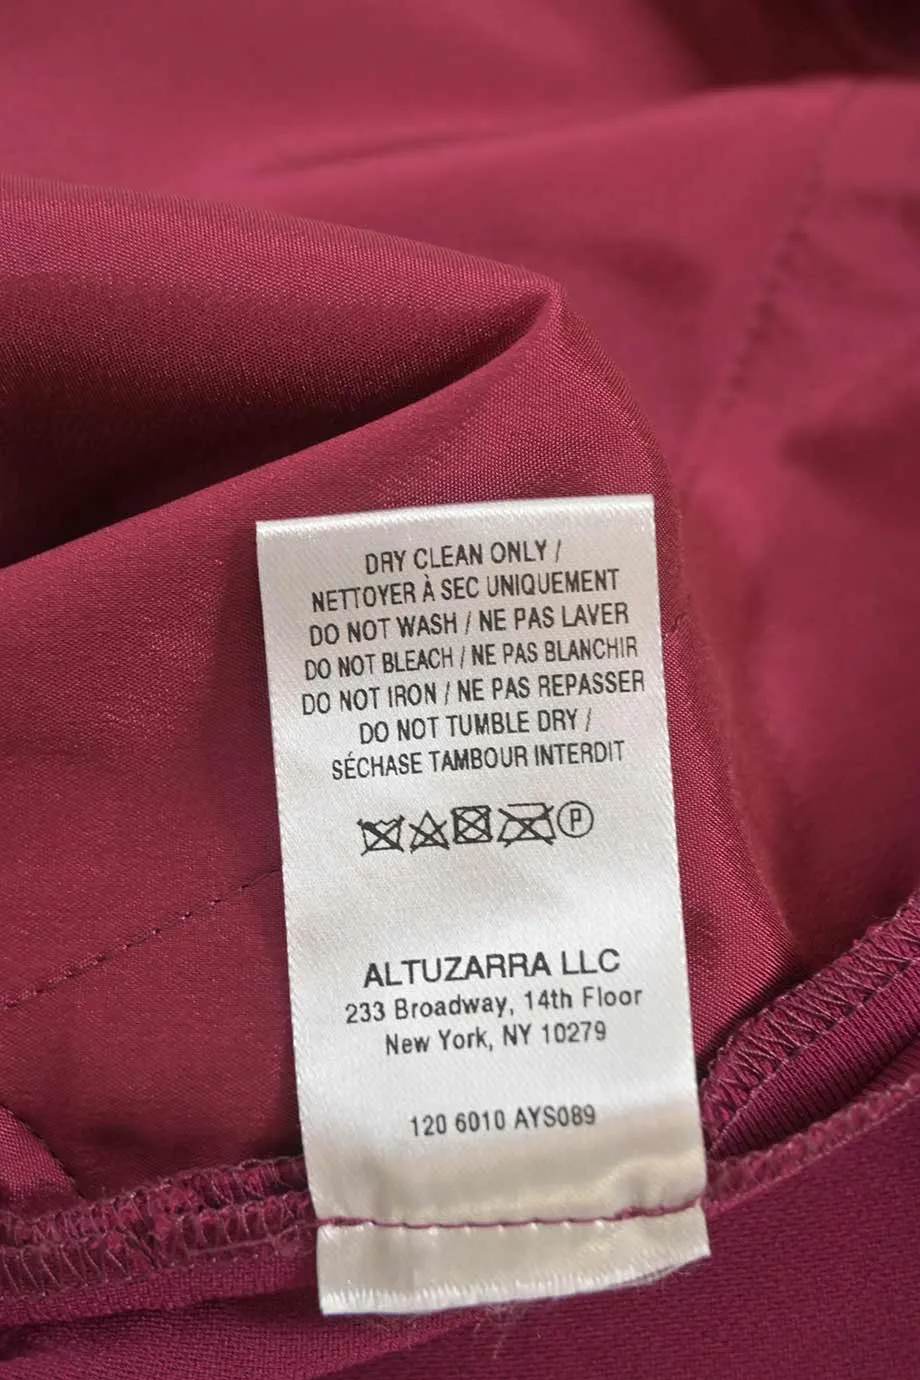 DRY CLEAN ONLY /
NETTOYER À SEC UNIQUEMENT
DO NOT WASH / NE PAS LAVER
DO NOT BLEACH / NE PAS BLANCHIR
DO NOT IRON / NE PAS REPASSER
DO NOT TUMBLE DRY /
SÉCHASE TAMBOUR INTERDIT
P
ALTUZARRA LLC
233 Broadway, 14th Floor
New York, NY 10279
120 6010 AYS089